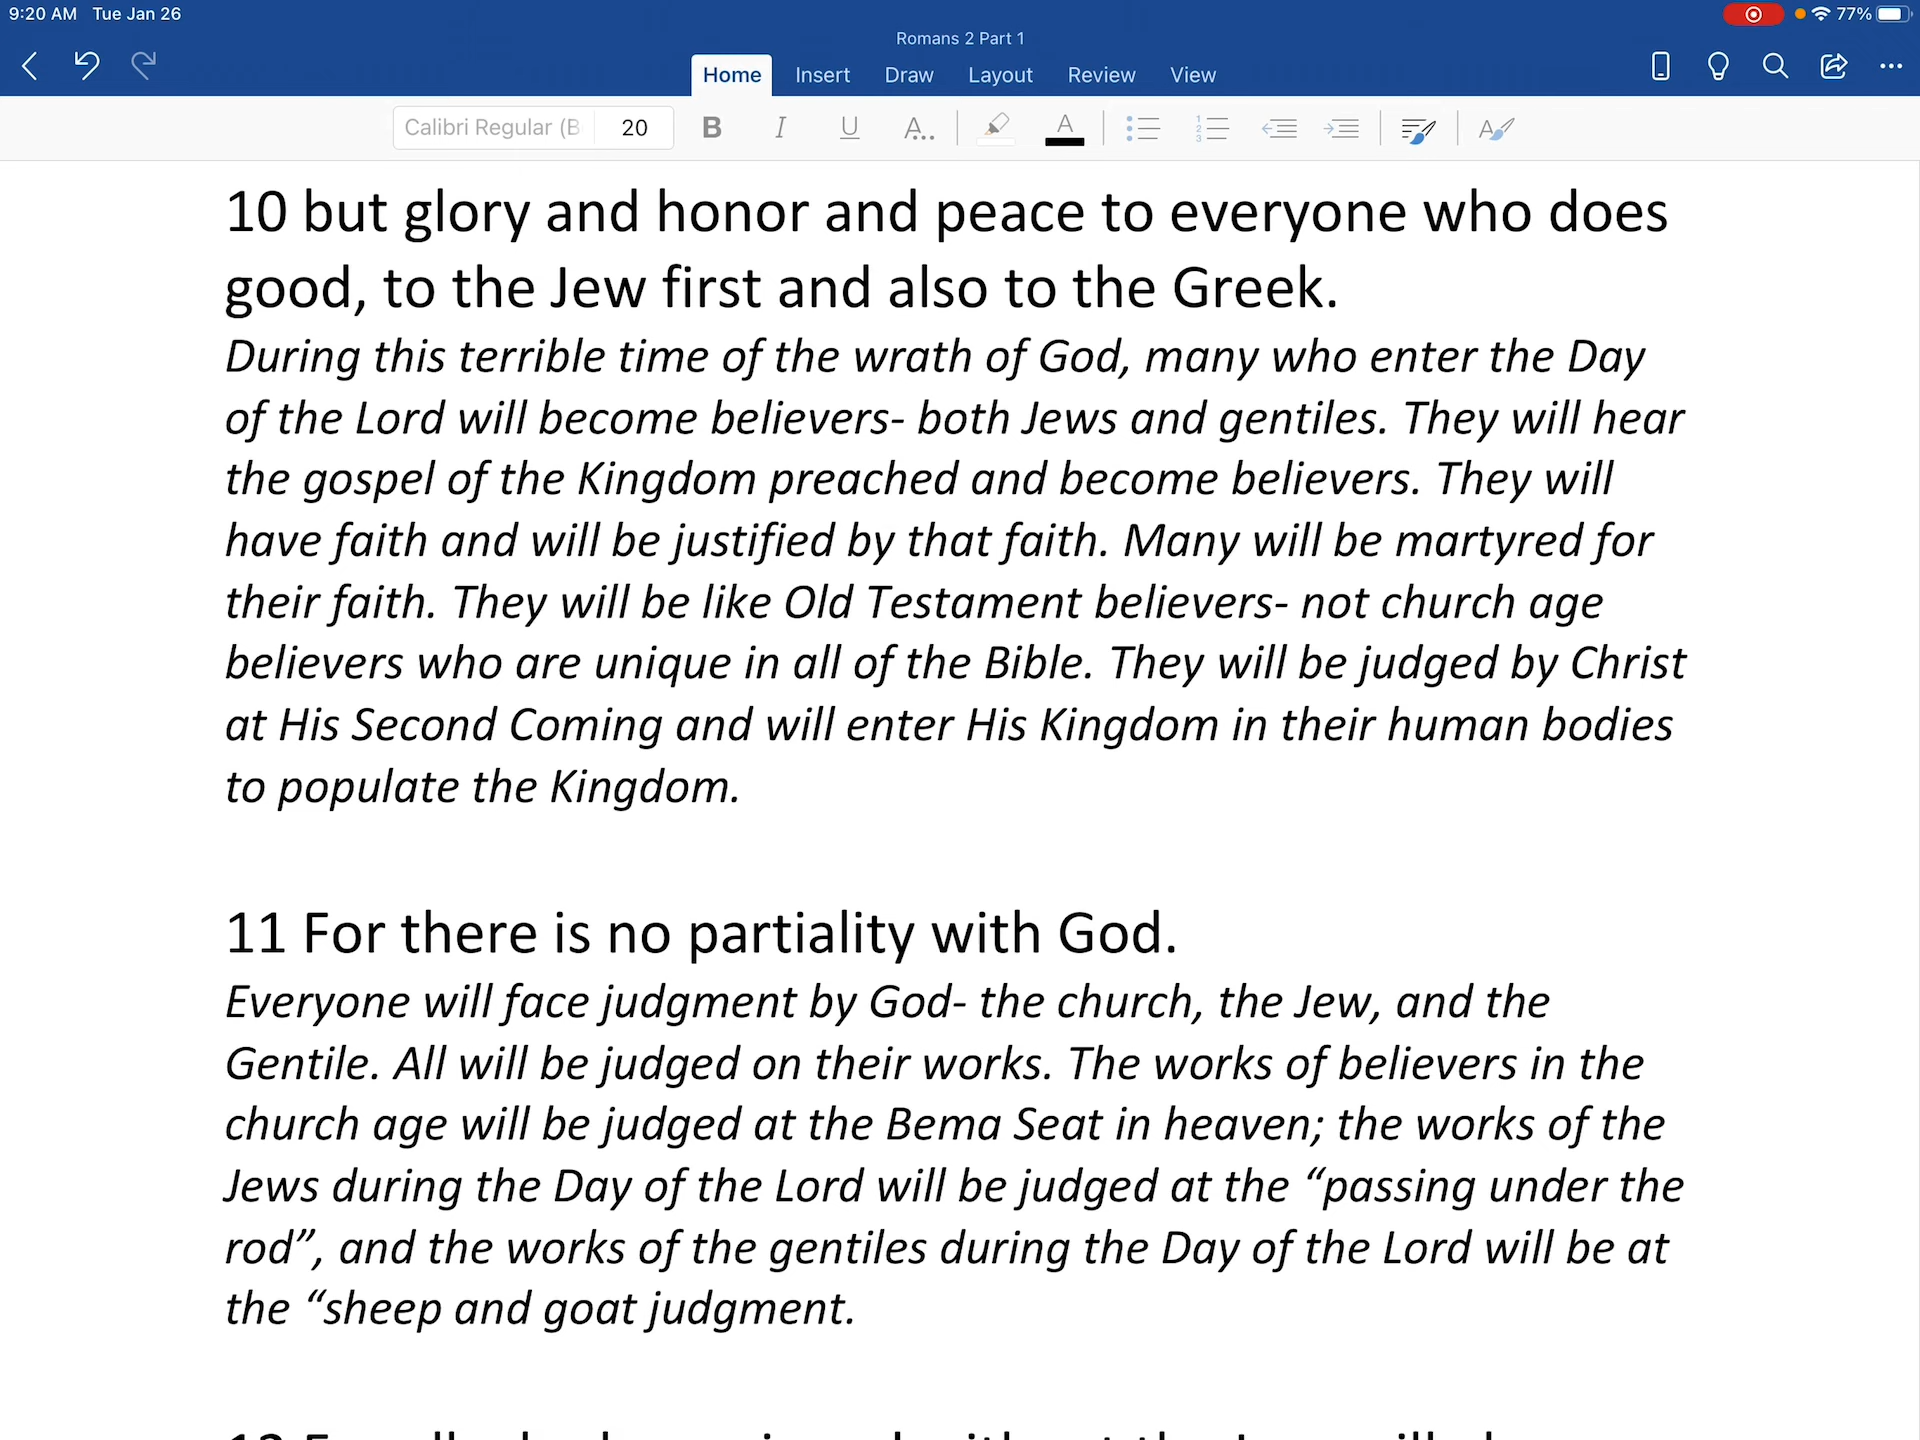 9:20 AM Tue Jan 26
77%
Romans 2 Part 1
Home Insert Draw Layout Review View
Calibri Regular (B 20 B I U A..
A
10 but glory and honor and peace to everyone who does
good, to the Jew first and also to the Greek.
During this terrible time of the wrath of God, many who enter the Day
of the Lord will become believers- both Jews and gentiles. They will hear
the gospel of the Kingdom preached and become believers. They will
have faith and will be justified by that faith. Many will be martyred for
their faith. They will be like Old Testament believers- not church age
believers who are unique in all of the Bible. They will be judged by Christ
at His Second Coming and will enter His Kingdom in their human bodies
to populate the Kingdom.
11 For there is no partiality with God.
Everyone will face judgment by God- the church, the Jew, and the
Gentile. All will be judged on their works. The works of believers in the
church age will be judged at the Bema Seat in heaven; the works of the
Jews during the Day of the Lord will be judged at the “passing under the
rod”, and the works of the gentiles during the Day of the Lord will be at
the “sheep and goat judgment.